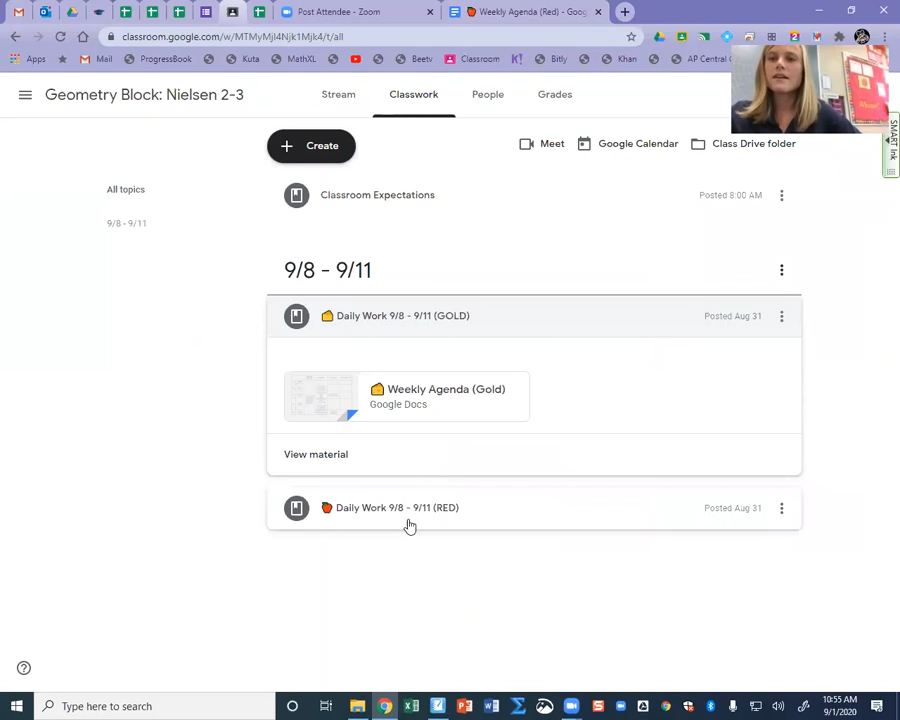 Post Attendee - Zoom
Weekly Agenda (Red) - Goog
classroom.google.com/w/MTMyMjI4Njk1Mjk4/t/all
Apps
Mail
ProgressBook
Kuta
MathXL
Beetv
Classroom
Bitly
Khan
AP Central
Geometry Block: Nielsen 2-3
Stream
Classwork
People
Grades
SMART Ink
Create
Meet
Google Calendar
Class Drive folder
All topics
9/8 - 9/11
Classroom Expectations
Posted 8:00 AM
9/8 - 9/11
Daily Work 9/8 - 9/11 (GOLD)
Posted Aug 31
Weekly Agenda (Gold)
Google Docs
View material
Daily Work 9/8 - 9/11 (RED)
Posted Aug 31
Type here to search
10:55 AM
9/1/2020